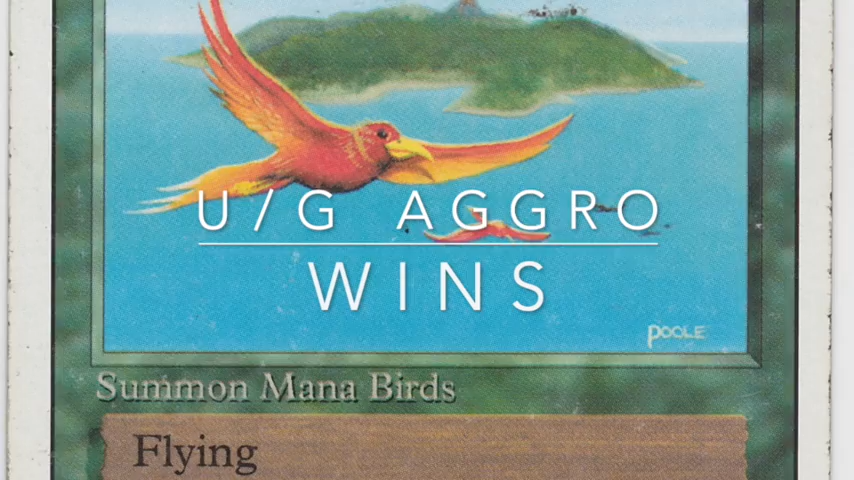 U/G AGGRO
WINS
POOLE
Summon Mana Birds
Flying